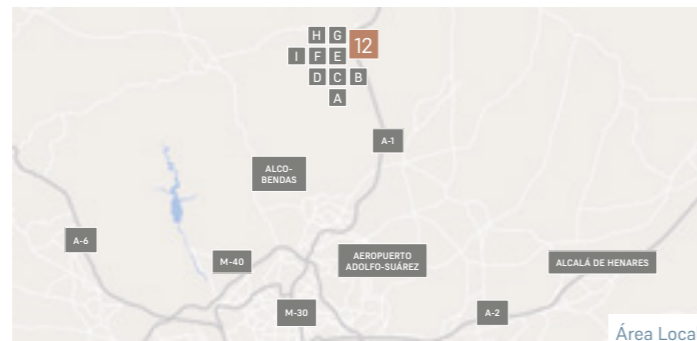 H G
12
I F E
D C B
A
A-1
ALCO-
BENDAS
A-6
M-40
AEROPUERTO
ADOLFO-SUÁREZ
ALCALÁ DE HENARES
M-30
A-2
Área Loca